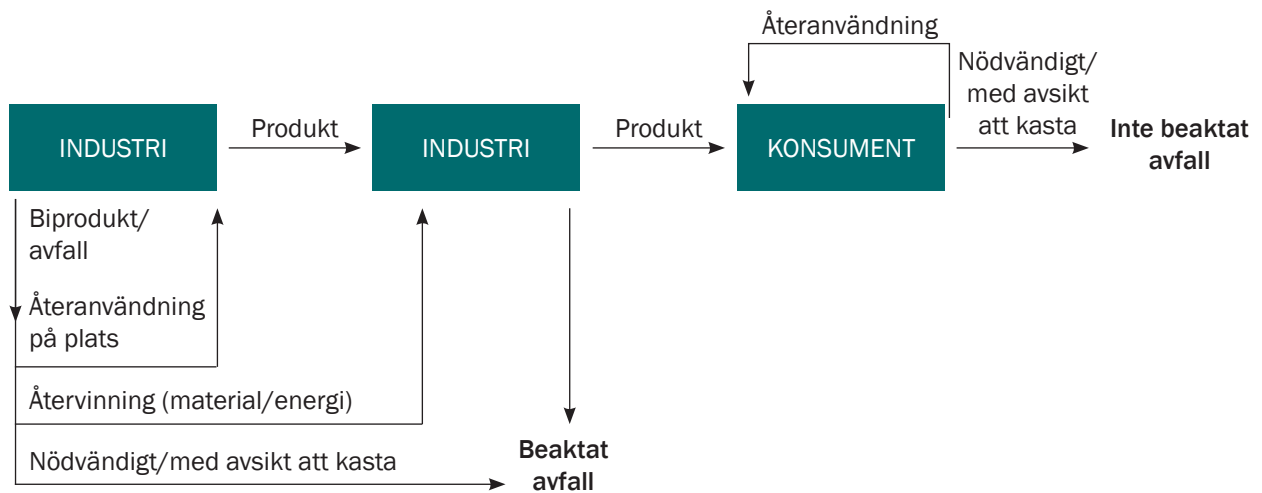 Återanvändning
Nödvändigt/
med avsikt
att kasta
INDUSTRI
Produkt
INDUSTRI
Produkt
KONSUMENT
Inte beaktat
avfall
Biprodukt/
avfall
Återanvändning
på plats
Återvinning (material/energi)
Nödvändigt/med avsikt att kasta
Beaktat
avfall